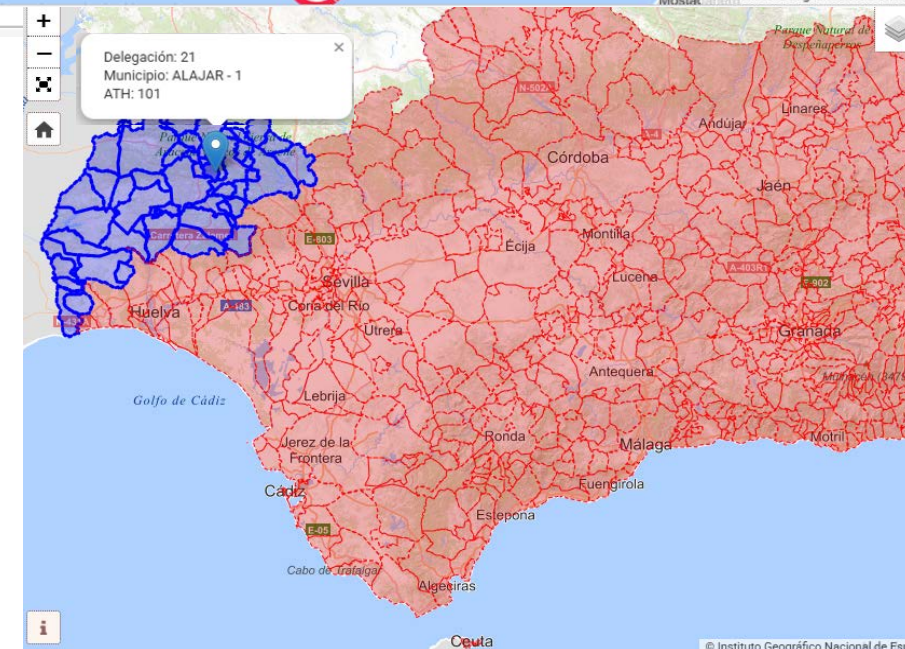 +
−
Delegación: 21
Municipio: ALAJAR - 1
ATH: 101
×
Parque Natural de
Despeñaperros
N-502
Linares
Andújar
A-4
Córdoba
Jaén
E-803
Écija
Montilla
Sevilla
Lucena
A-403R1
E-902
Huelva
A-483
Coria del Río
Utrera
Granada
Antequera
Golfo de Cádiz
Lebrija
Jerez de la
Frontera
Ronda
Málaga
Motril
Cádiz
Fuengirola
Estepona
E-05
Cabo de Trafalgar
Algeciras
i
Ceuta
© Instituto Geográfico Nacional de Es